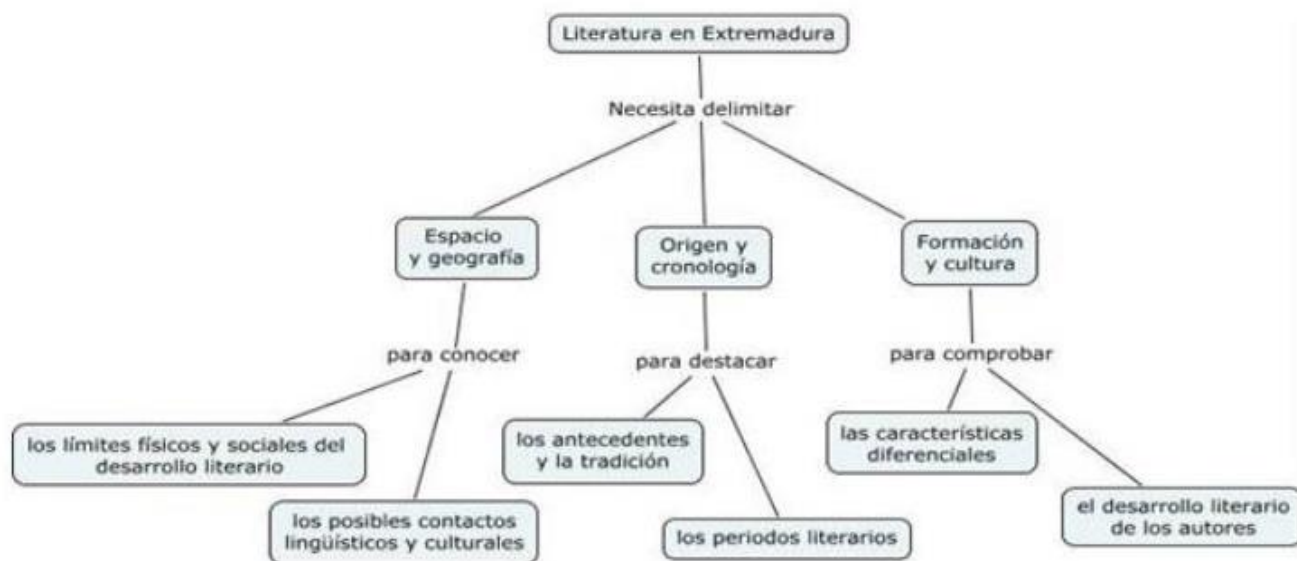 Literatura en Extremadura
Necesita delimitar
Espacio
y geografía
Origen y
cronología
Formación
y cultura
para conocer
para destacar
para comprobar
los límites físicos y sociales del
desarrollo literario
los antecedentes
y la tradición
las características
diferenciales
los posibles contactos
lingüísticos y culturales
los periodos literarios
el desarrollo literario
de los autores